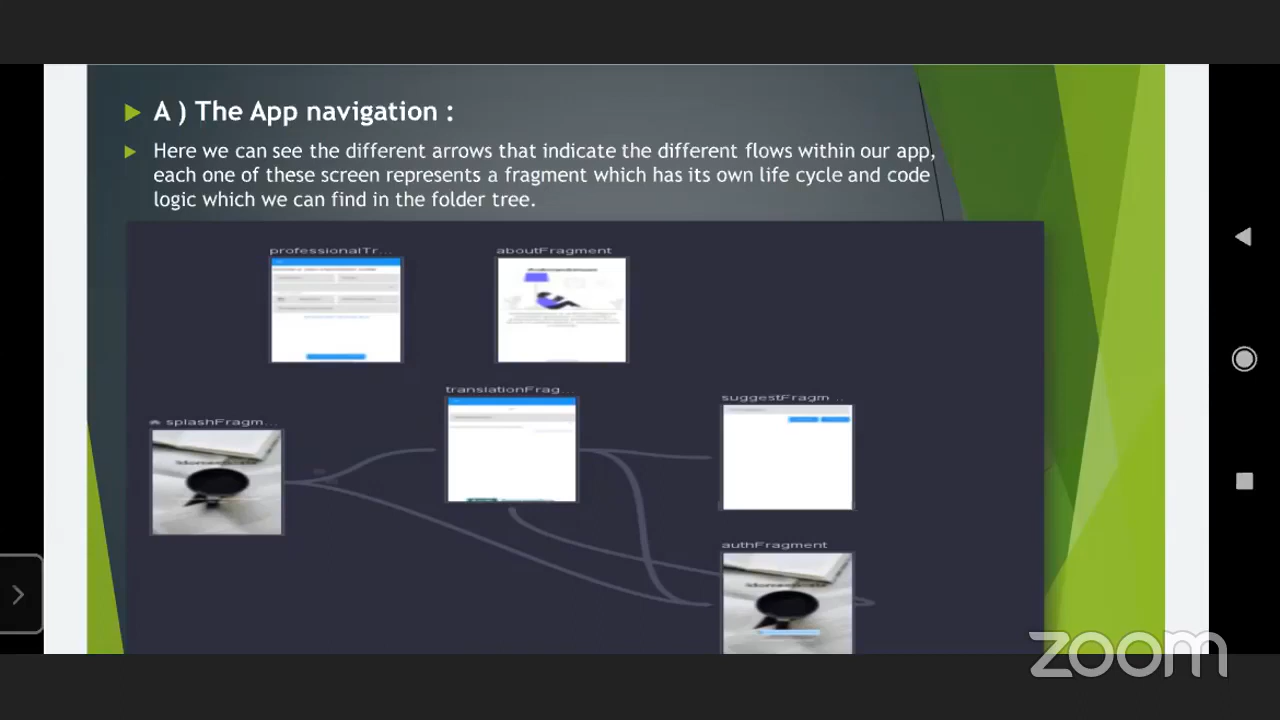 A ) The App navigation :
Here we can see the different arrows that indicate the different flows within our app,
each one of these screen represents a fragment which has its own life cycle and code
logic which we can find in the folder tree.
professionalTr...
aboutFragment
translationFrag...
suggestFragm ...
splashFragm...
authFragment
zoom